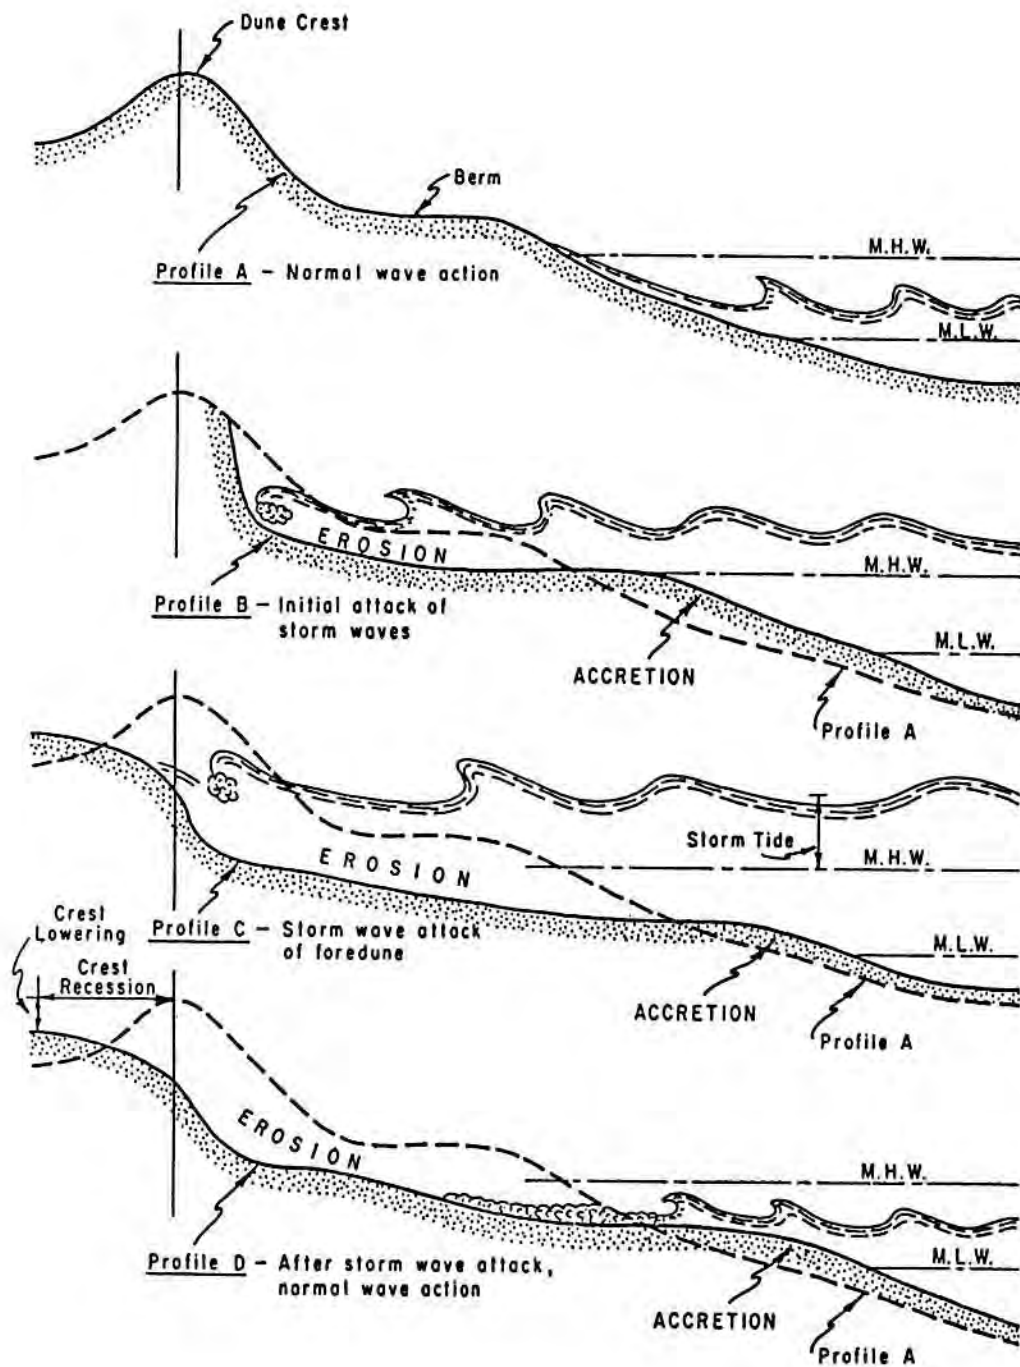 Dune Crest
Berm
M.H.W.
Profile A – Normal wave action
M.L.W.
EROSION
M.H.W.
Profile B – Initial attack of
storm waves
M.L.W.
ACCRETION
Profile A
Storm Tide
EROSION
M.H.W.
Crest
Lowering
Profile C – Storm wave attack
of foredune
M.L.W.
Crest
Recession
ACCRETION
Profile A
EROSION
M.H.W.
Profile D – After storm wave attack,
normal wave action
M.L.W.
ACCRETION
Profile A